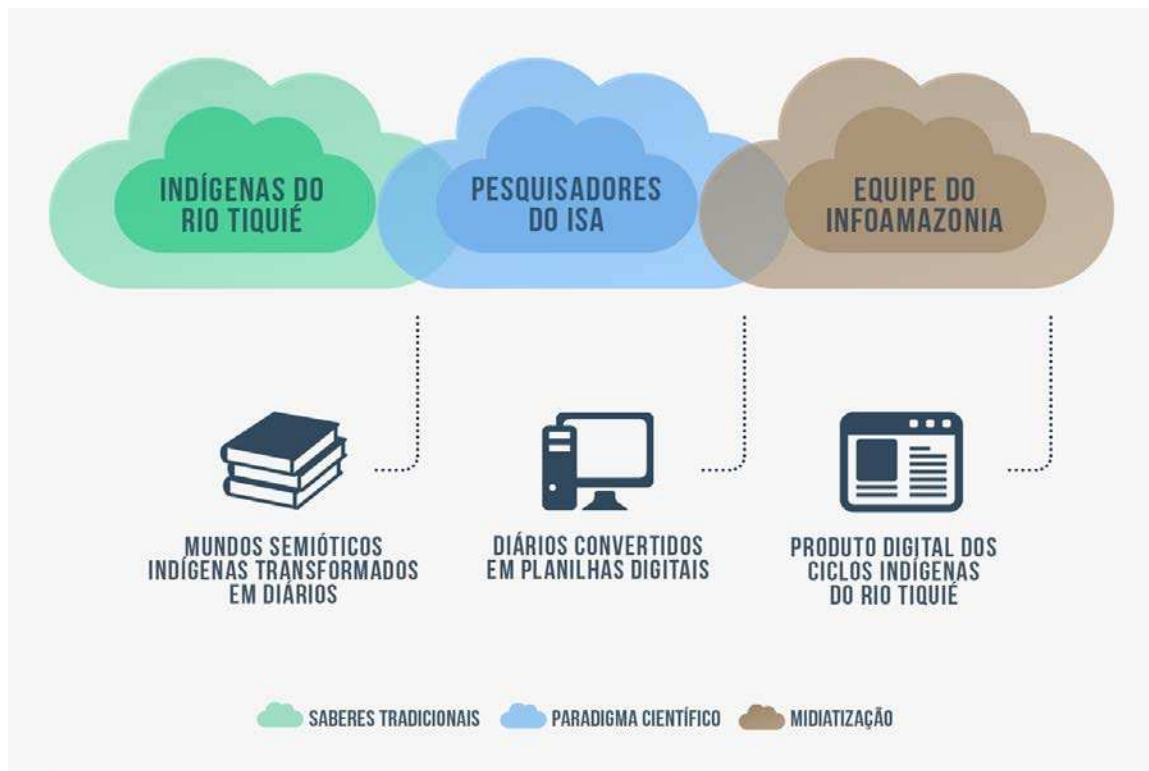 INDÍGENAS DO
RIO TIQUIÉ
PESQUISADORES
DO ISA
EQUIPE DO
INFOAMAZONIA
MUNDOS SEMIÓTICOS
INDÍGENAS TRANSFORMADOS
EM DIÁRIOS
DIÁRIOS CONVERTIDOS
EM PLANILHAS DIGITAIS
PRODUTO DIGITAL DOS
CICLOS INDÍGENAS
DO RIO TIQUIÉ
SABERES TRADICIONAIS
PARADIGMA CIENTÍFICO
MIDIATIZAÇÃO